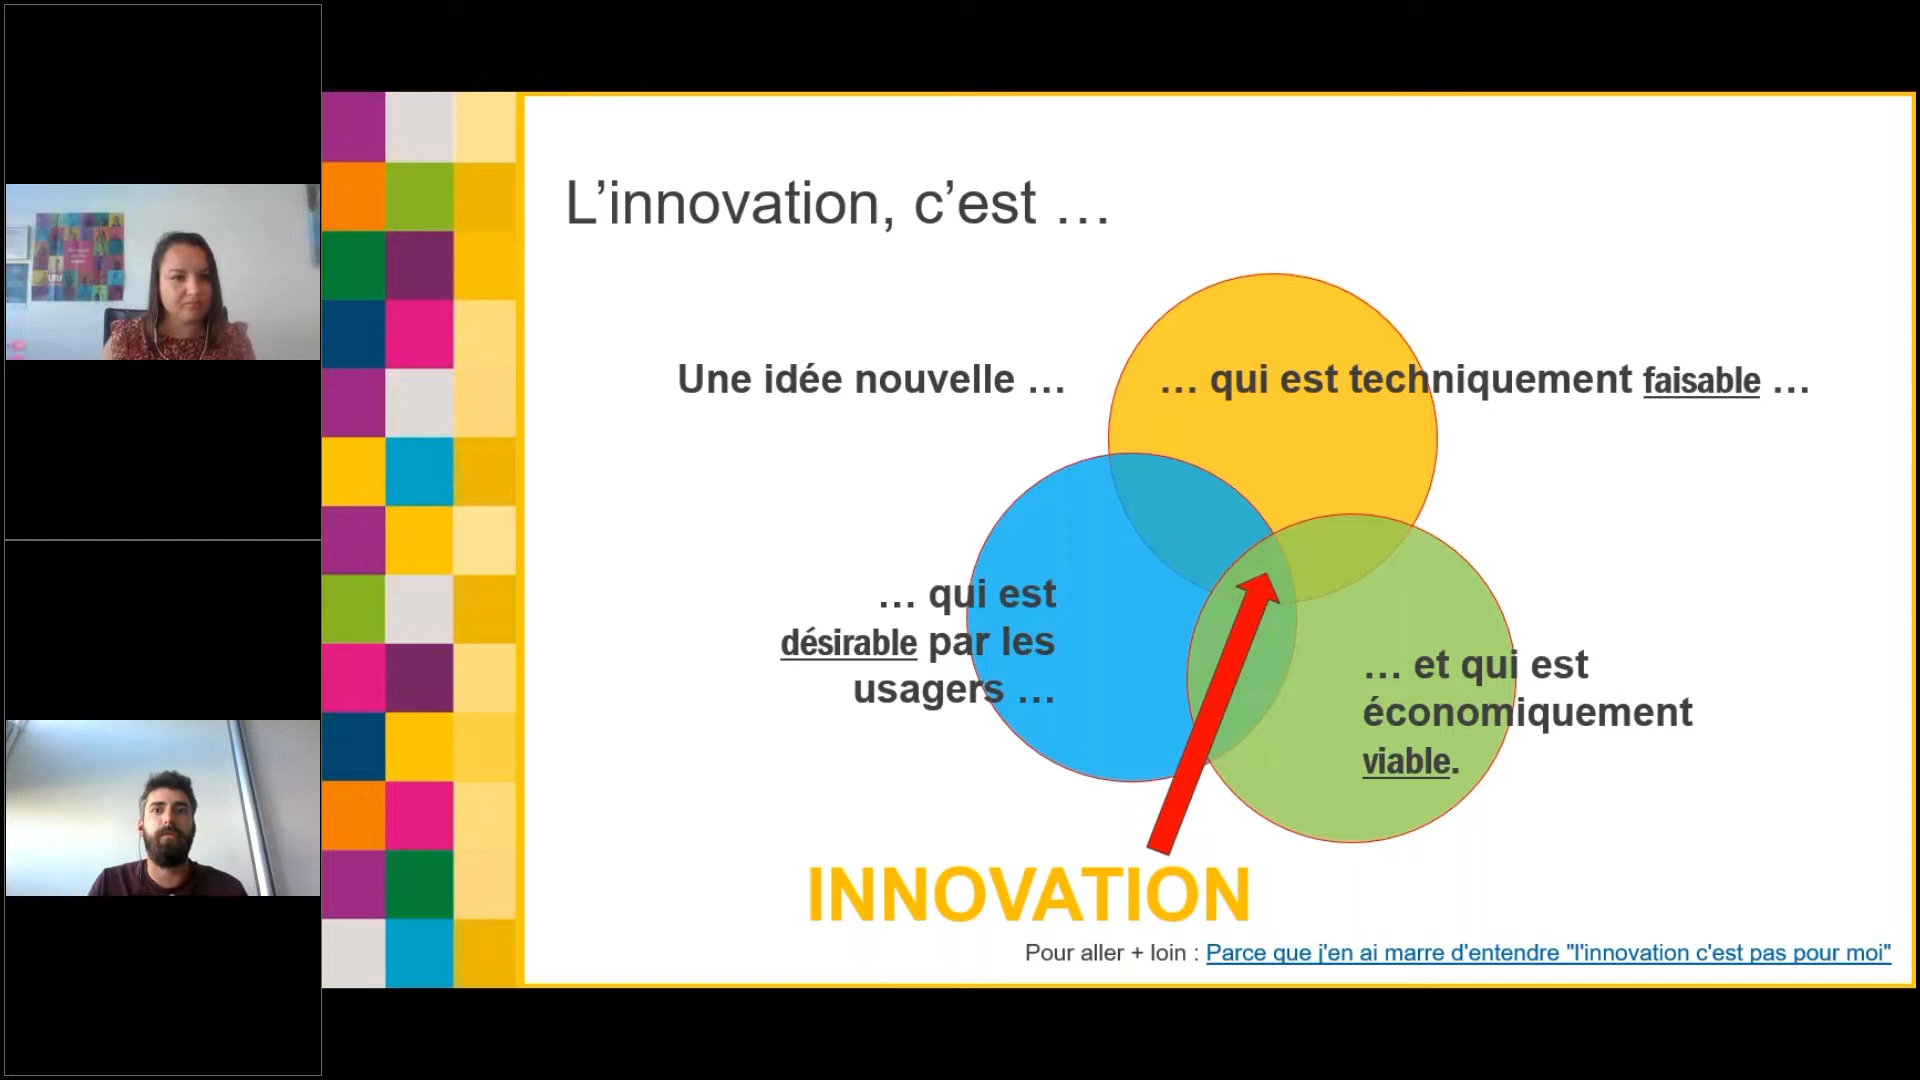 L’innovation, c’est …
Une idée nouvelle …
… qui est techniquement faisable …
… qui est
désirable par les
usagers …
… et qui est
économiquement
viable.
INNOVATION
Pour aller + loin : Parce que j'en ai marre d'entendre "l'innovation c'est pas pour moi"